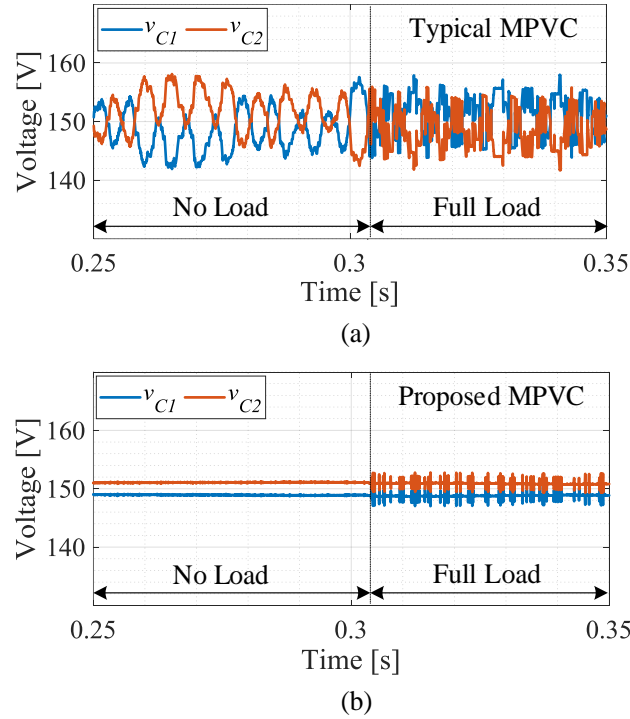 v_C1 v_C2
Typical MPVC
160
150
140
Voltage [V]
No Load Full Load
0.25 0.3 0.35
Time [s]
(a)
v_C1 v_C2
Proposed MPVC
160
150
140
Voltage [V]
No Load Full Load
0.25 0.3 0.35
Time [s]
(b)